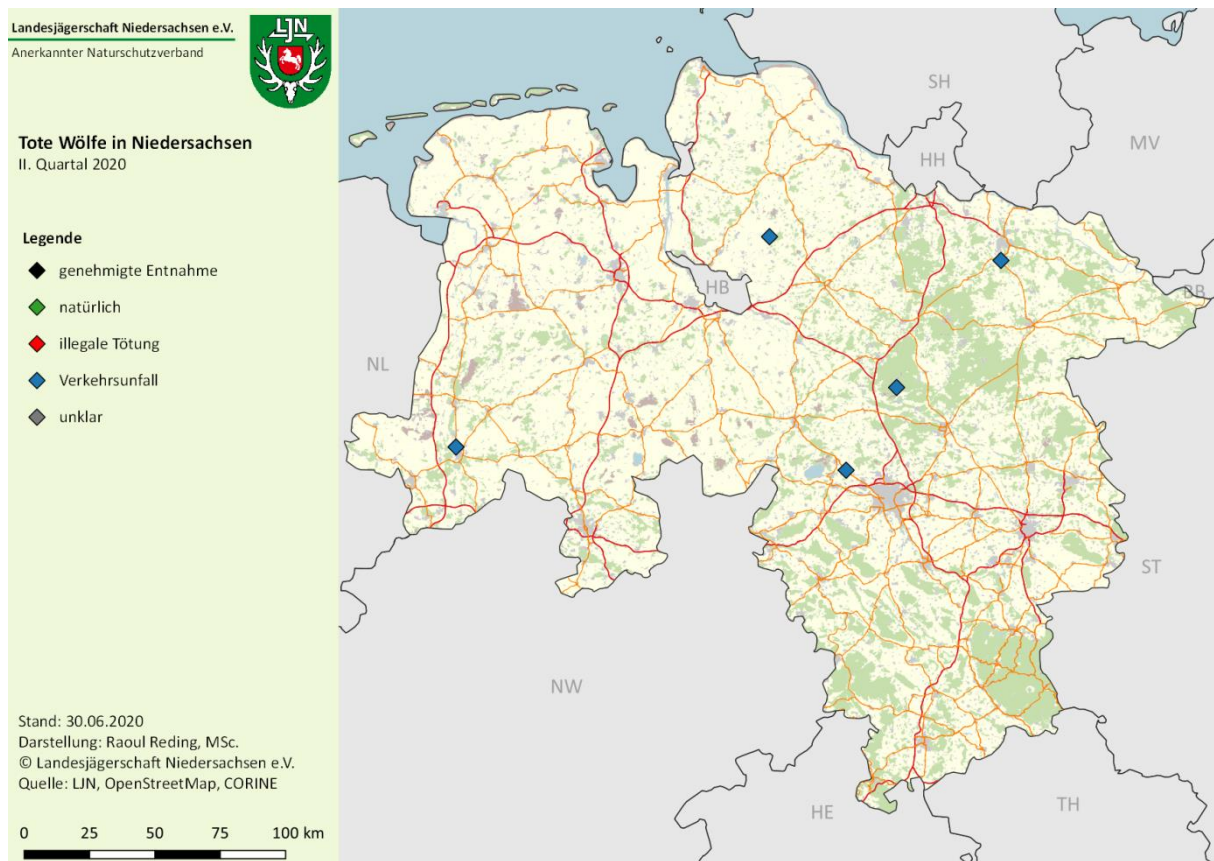 Landesjägerschaft Niedersachsen e.V.
Anerkannter Naturschutzverband
LJN
Tote Wölfe in Niedersachsen
II. Quartal 2020
Legende
genehmigte Entnahme
natürlich
illegale Tötung
Verkehrsunfall
unklar
Stand: 30.06.2020
Darstellung: Raoul Reding, MSc.
© Landesjägerschaft Niedersachsen e.V.
Quelle: LJN, OpenStreetMap, CORINE
0 25 50 75 100 km
SH
MV
HH
HB
BB
NL
ST
NW
HE
TH